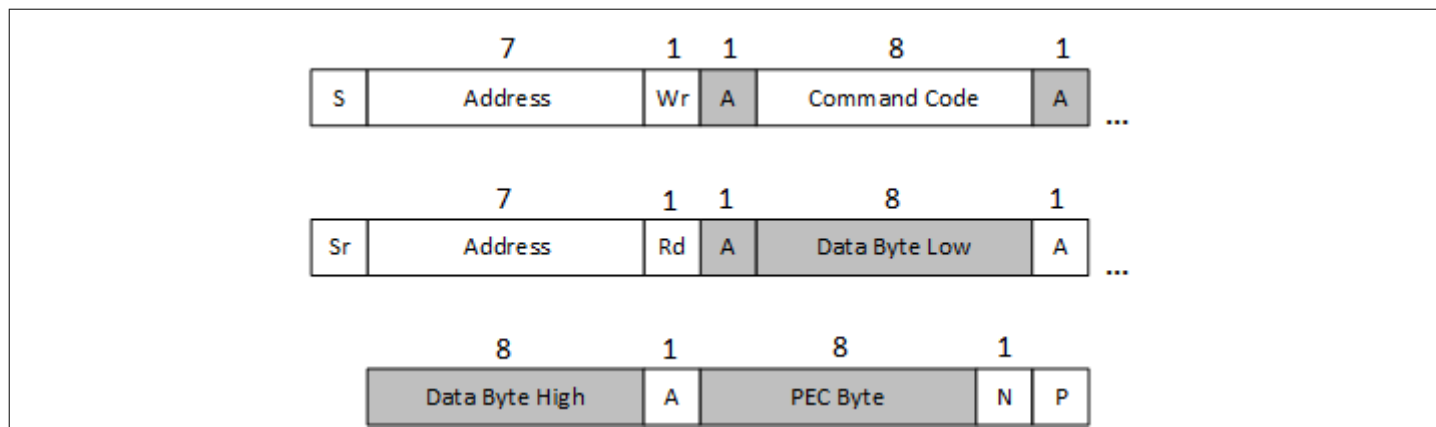 7 1 1 8 1
S Address Wr A Command Code A ...
7 1 1 8 1
Sr Address Rd A Data Byte Low A ...
8 1 8 1
Data Byte High A PEC Byte N P